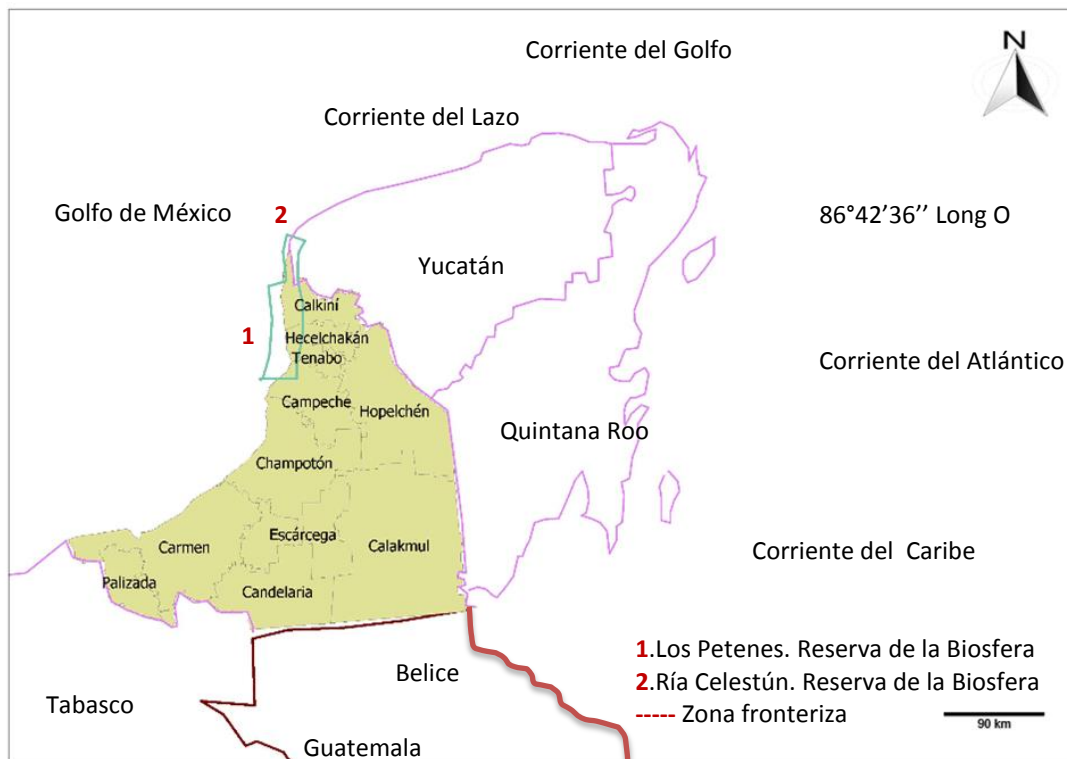 Corriente del Golfo
N
Corriente del Lazo
Golfo de México
2
86°42'36'' Long O
Yucatán
Calkiní
1
Hecelchakán
Tenabo
Corriente del Atlántico
Campeche
Hopelchén
Quintana Roo
Champotón
Escárcega
Carmen
Calakmul
Corriente del Caribe
Palizada
Candelaria
1.Los Petenes. Reserva de la Biosfera
Belice
2.Ría Celestún. Reserva de la Biosfera
Tabasco
----- Zona fronteriza
90 km
Guatemala